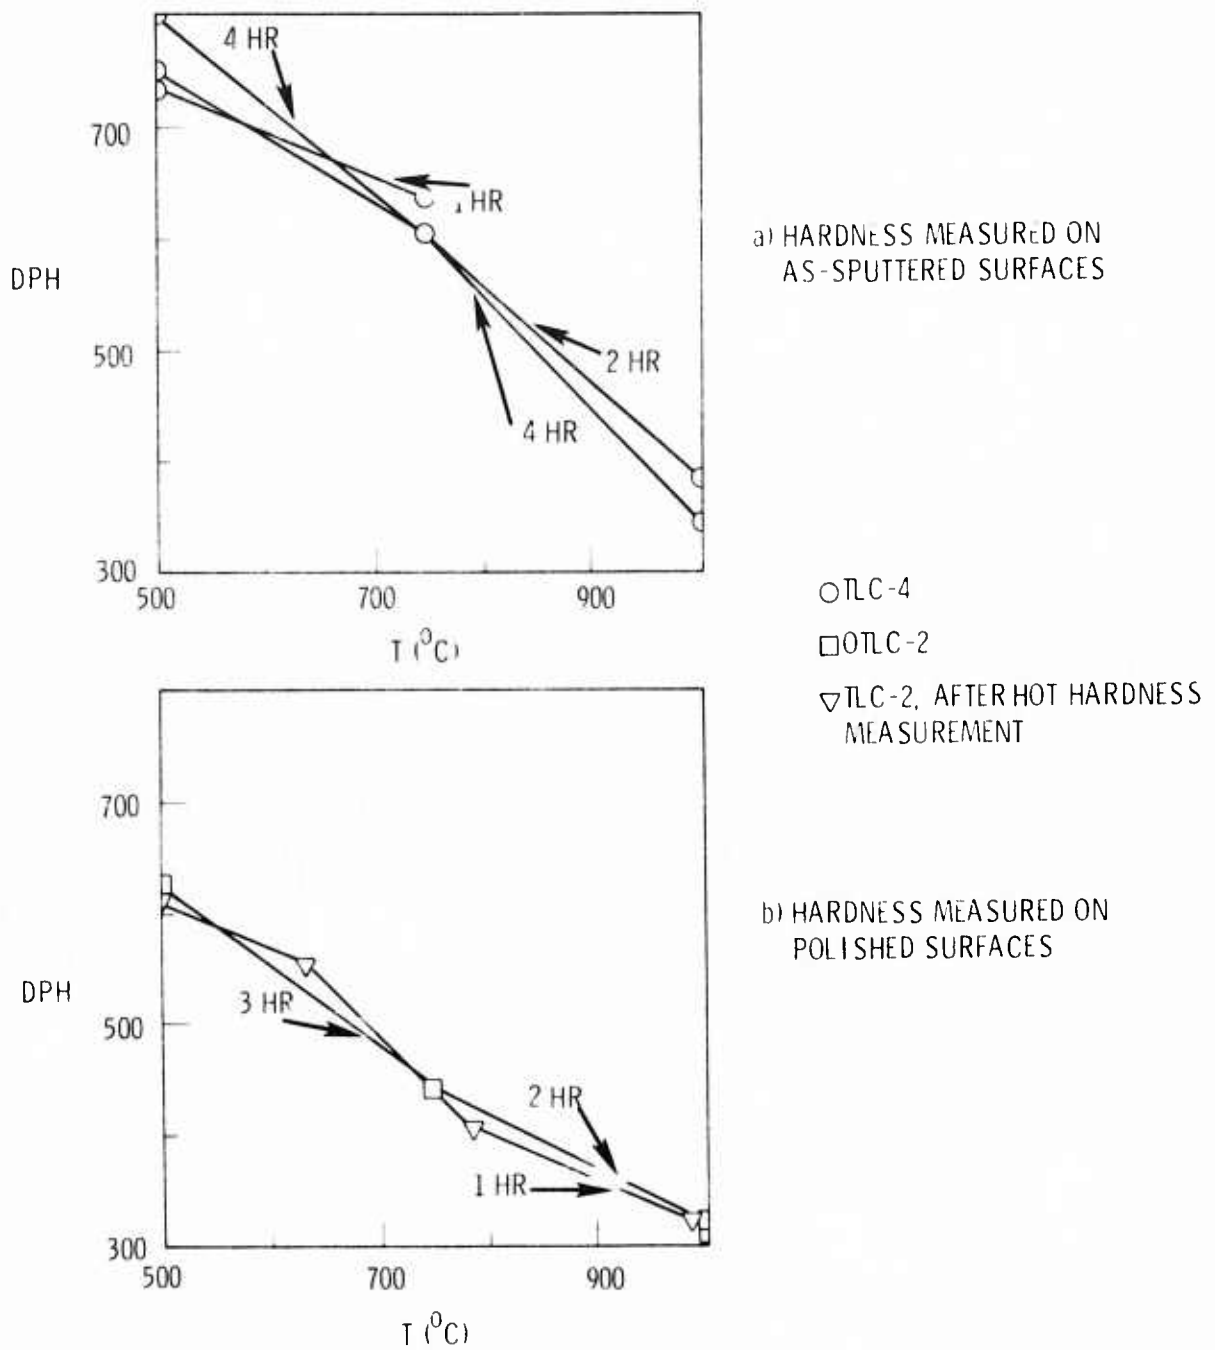 4 HR
700
HR
a) HARDNESS MEASURED ON
AS-SPUTTERED SURFACES
DPH
500
2 HR
4 HR
300
500 700 900
T (°C)
○ TLC-4
□ OTLC-2
▽ TLC-2, AFTER HOT HARDNESS
MEASUREMENT
700
b) HARDNESS MEASURED ON
POLISHED SURFACES
DPH
3 HR
500
2 HR
1 HR
300
500 700 900
T (°C)